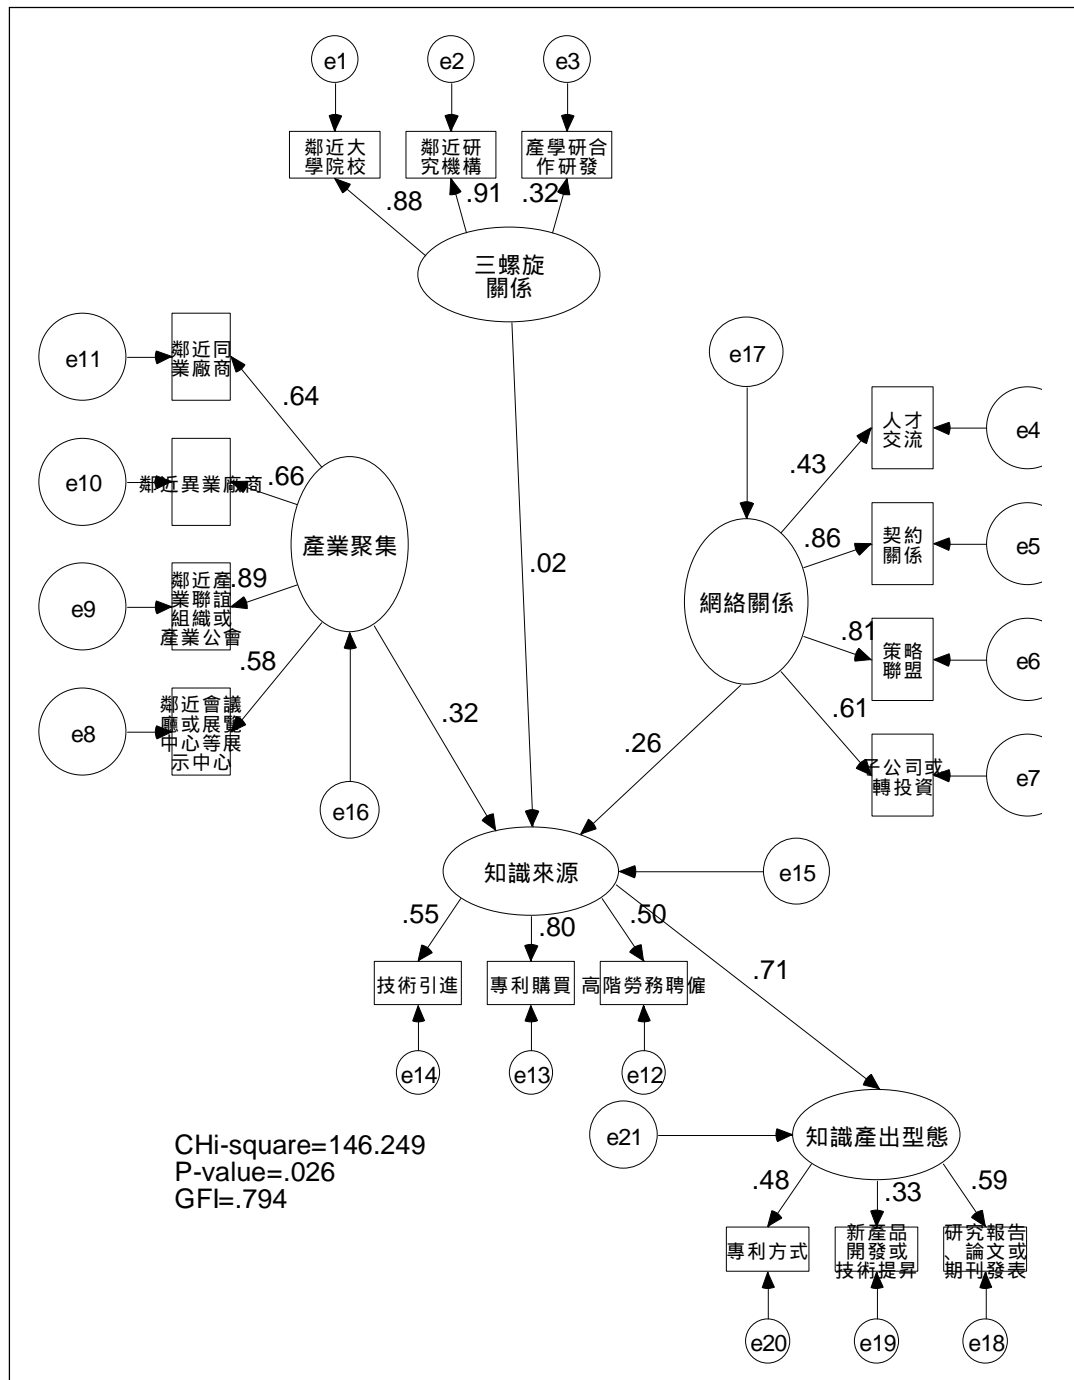 e1
e2
e3
鄰近大
學院校
鄰近研
究機構
產學研合
作研發
.88
.91
.32
三螺旋
關係
e11
鄰近同
業廠商
.64
e17
人才
交流
e4
.43
e10
鄰近異業廠商
.66
產業聚集
.02
.86
契約
關係
e5
網絡關係
e9
鄰近產
業聯誼
組織或
產業公會
.89
.81
策略
聯盟
e6
.58
e8
鄰近會議
廳或展覽
中心等展
示中心
.32
.26
.61
子公司或
轉投資
e7
e16
知識來源
e15
.55
.80
.50
.71
技術引進
專利購買
高階勞務聘僱
e14
e13
e12
e21
知識產出型態
CHi-square=146.249
P-value=.026
GFI=.794
.48
.33
.59
專利方式
新產品
開發或
技術提昇
研究報告
、論文或
期刊發表
e20
e19
e18